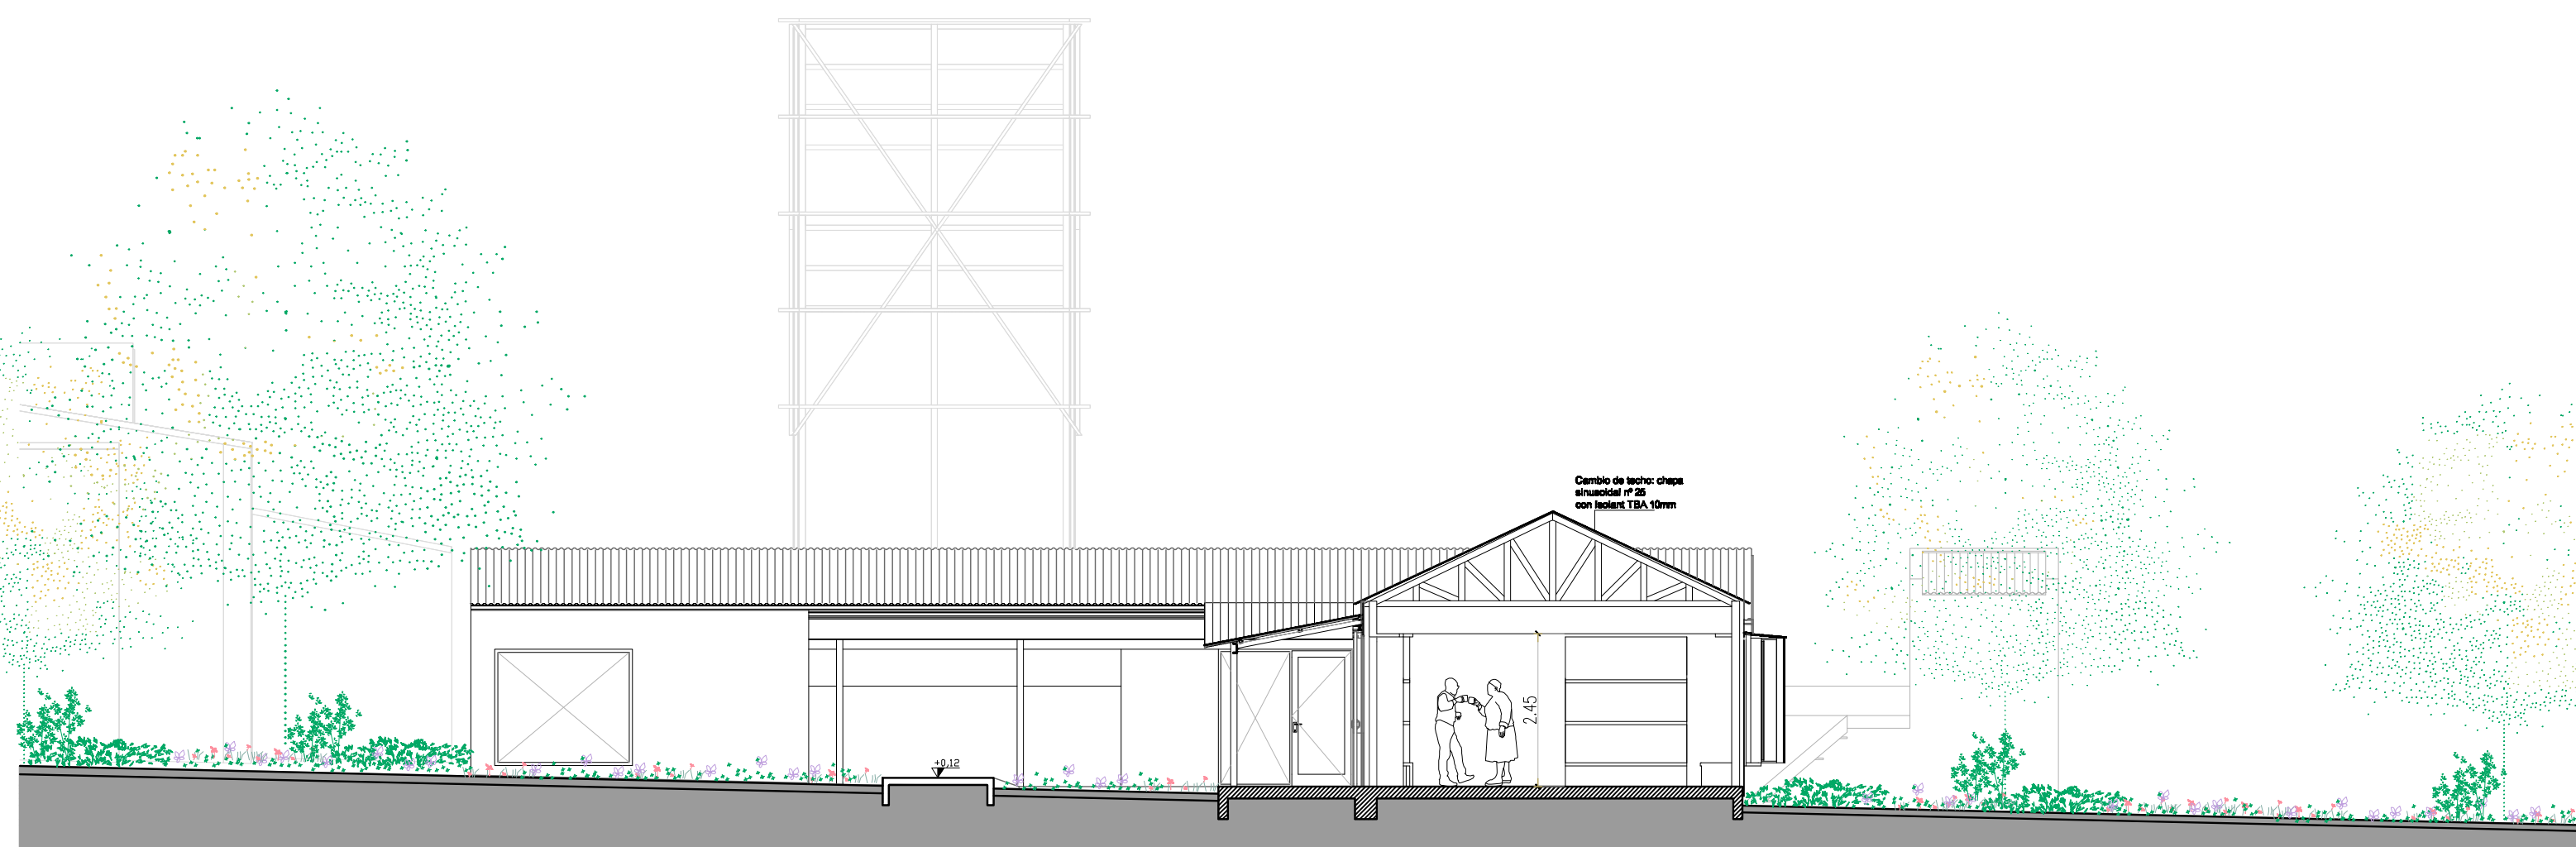 Cambio de techo: chapa
sinusoidal nº 25
con Isolant TBA 10mm
2.45
+0,12